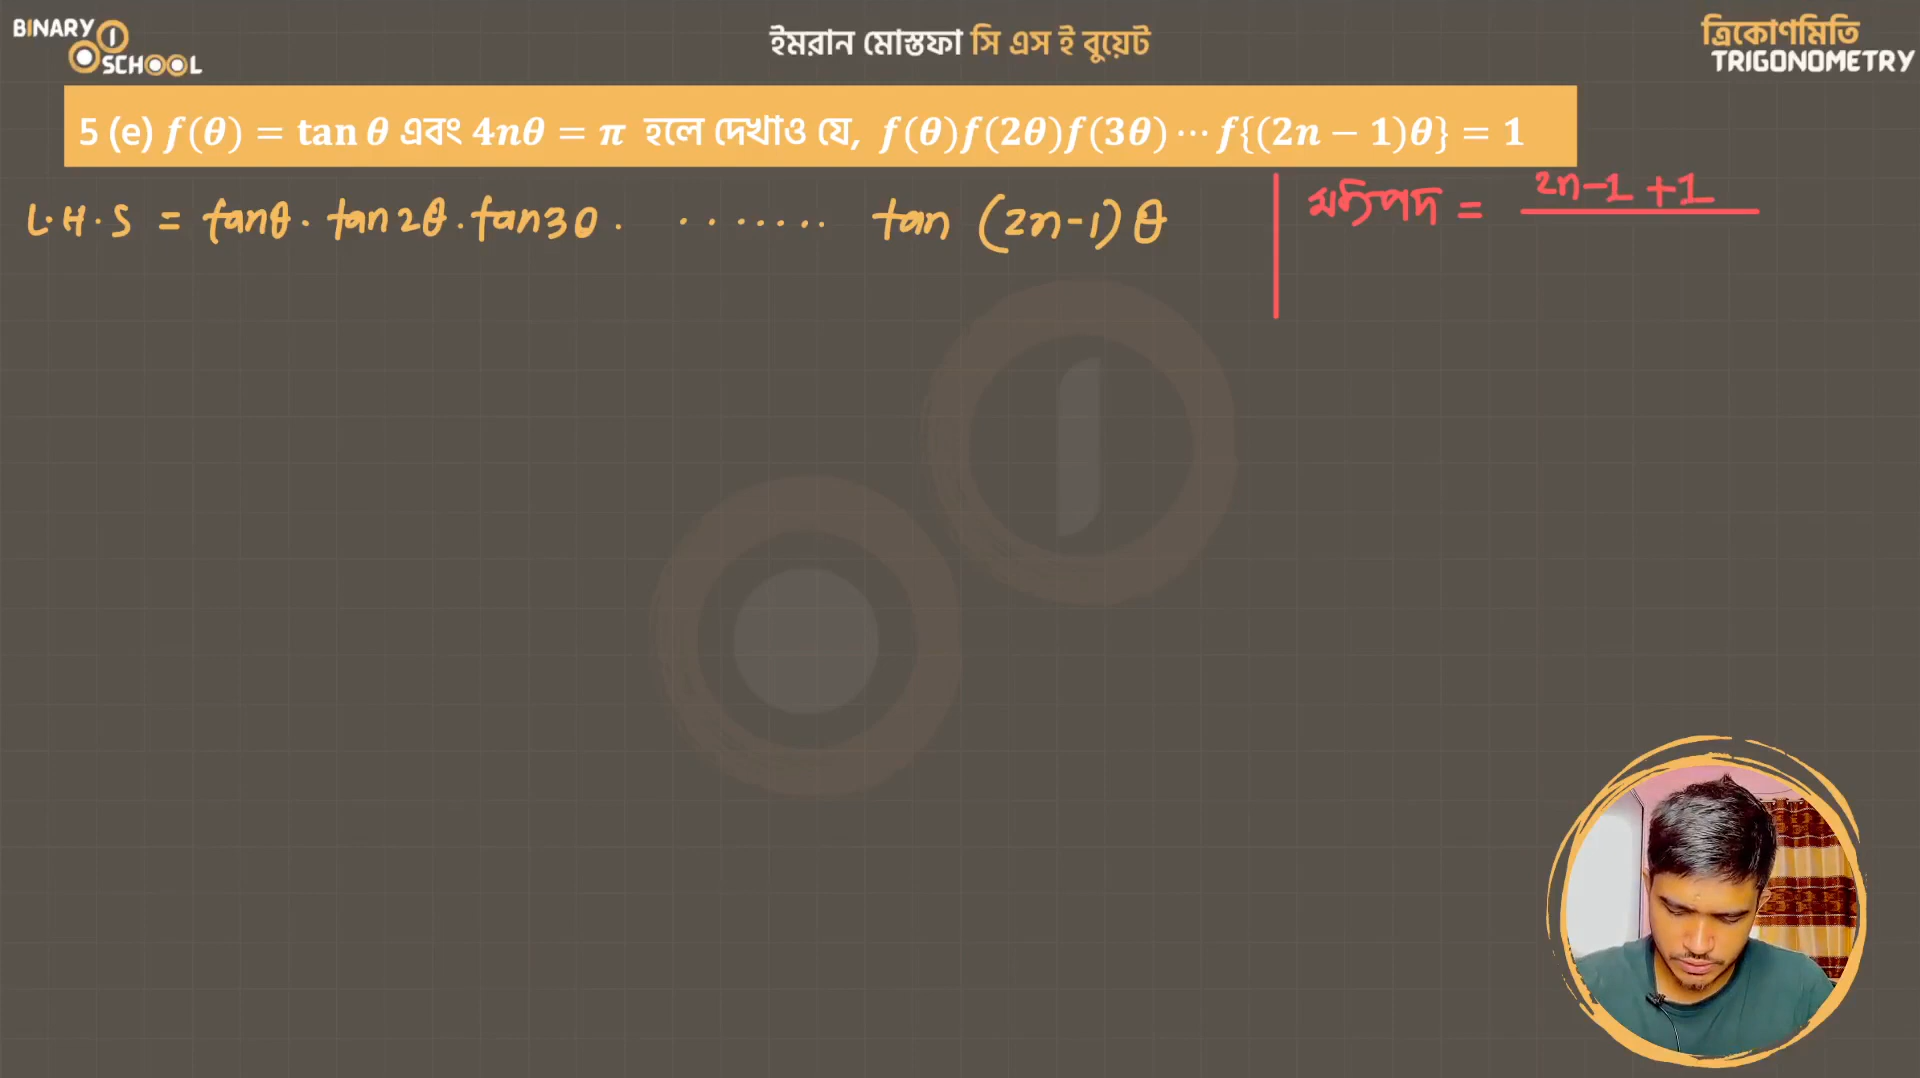 BINARY SCHOOL
ইমরান মোস্তফা সি এস ই বুয়েট
ত্রিকোণমিতি
TRIGONOMETRY
5 (e) f(θ) = tan θ এবং 4nθ = π হলে দেখাও যে, f(θ)f(2θ)f(3θ) ⋯ f{(2n − 1)θ} = 1
L.H.S = tanθ. tan2θ. tan3θ. ....... tan (2n-1) θ
মধ্যপদ = 2n-1 +1